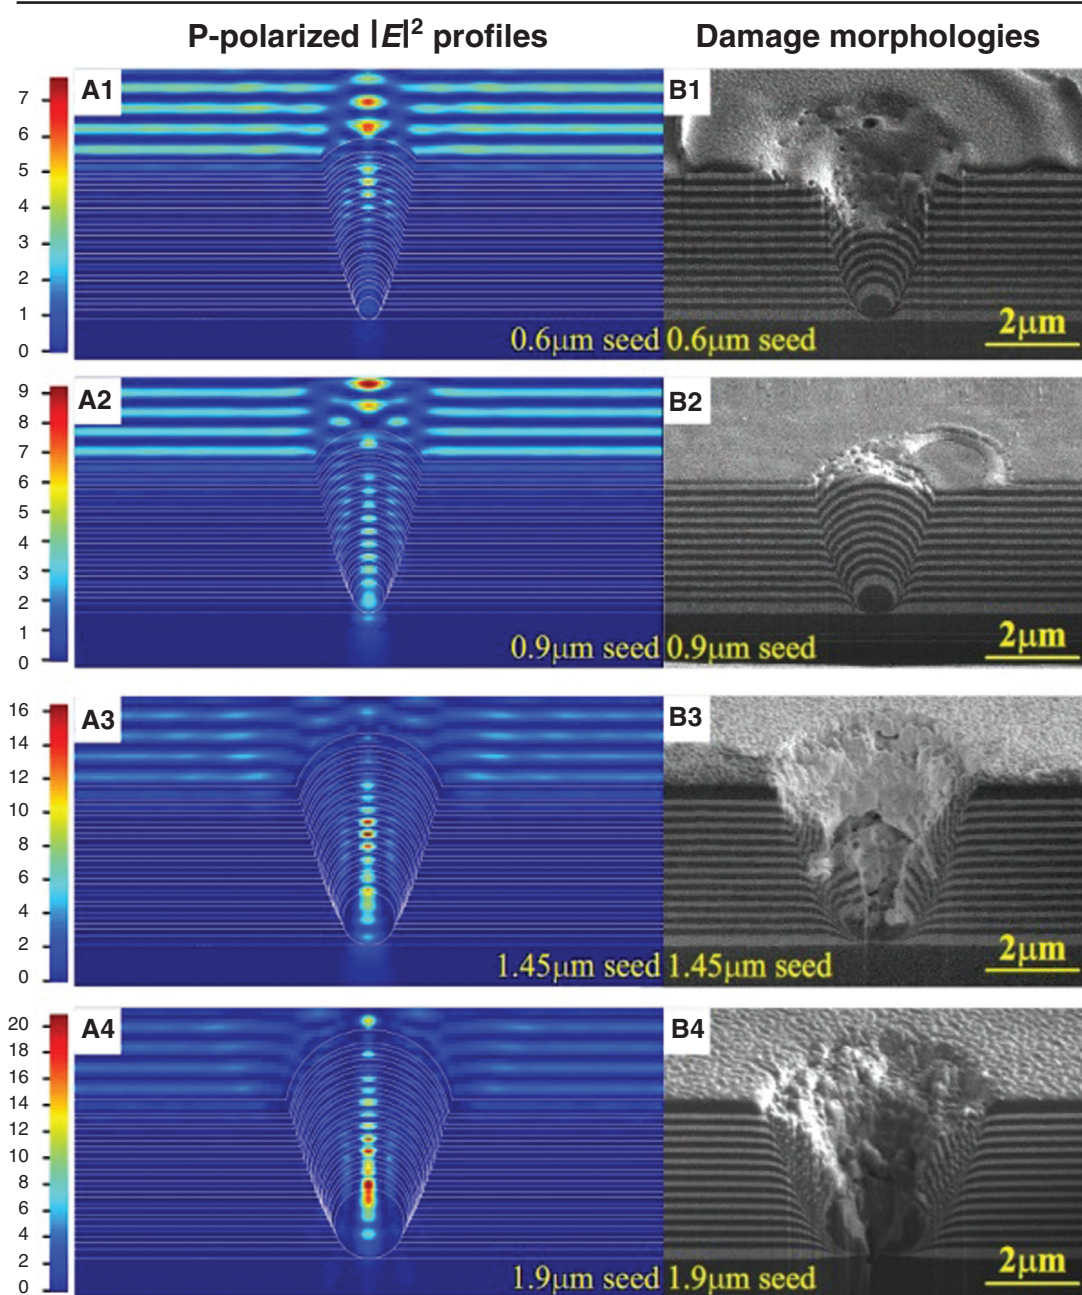 P-polarized |E|² profiles
Damage morphologies
A1
7
6
5
4
3
2
1
0
0.6μm seed
B1
0.6μm seed
2μm
A2
9
8
7
6
5
4
3
2
1
0
0.9μm seed
B2
0.9μm seed
2μm
A3
16
14
12
10
8
6
4
2
0
1.45μm seed
B3
1.45μm seed
2μm
A4
20
18
16
14
12
10
8
6
4
2
0
1.9μm seed
B4
1.9μm seed
2μm